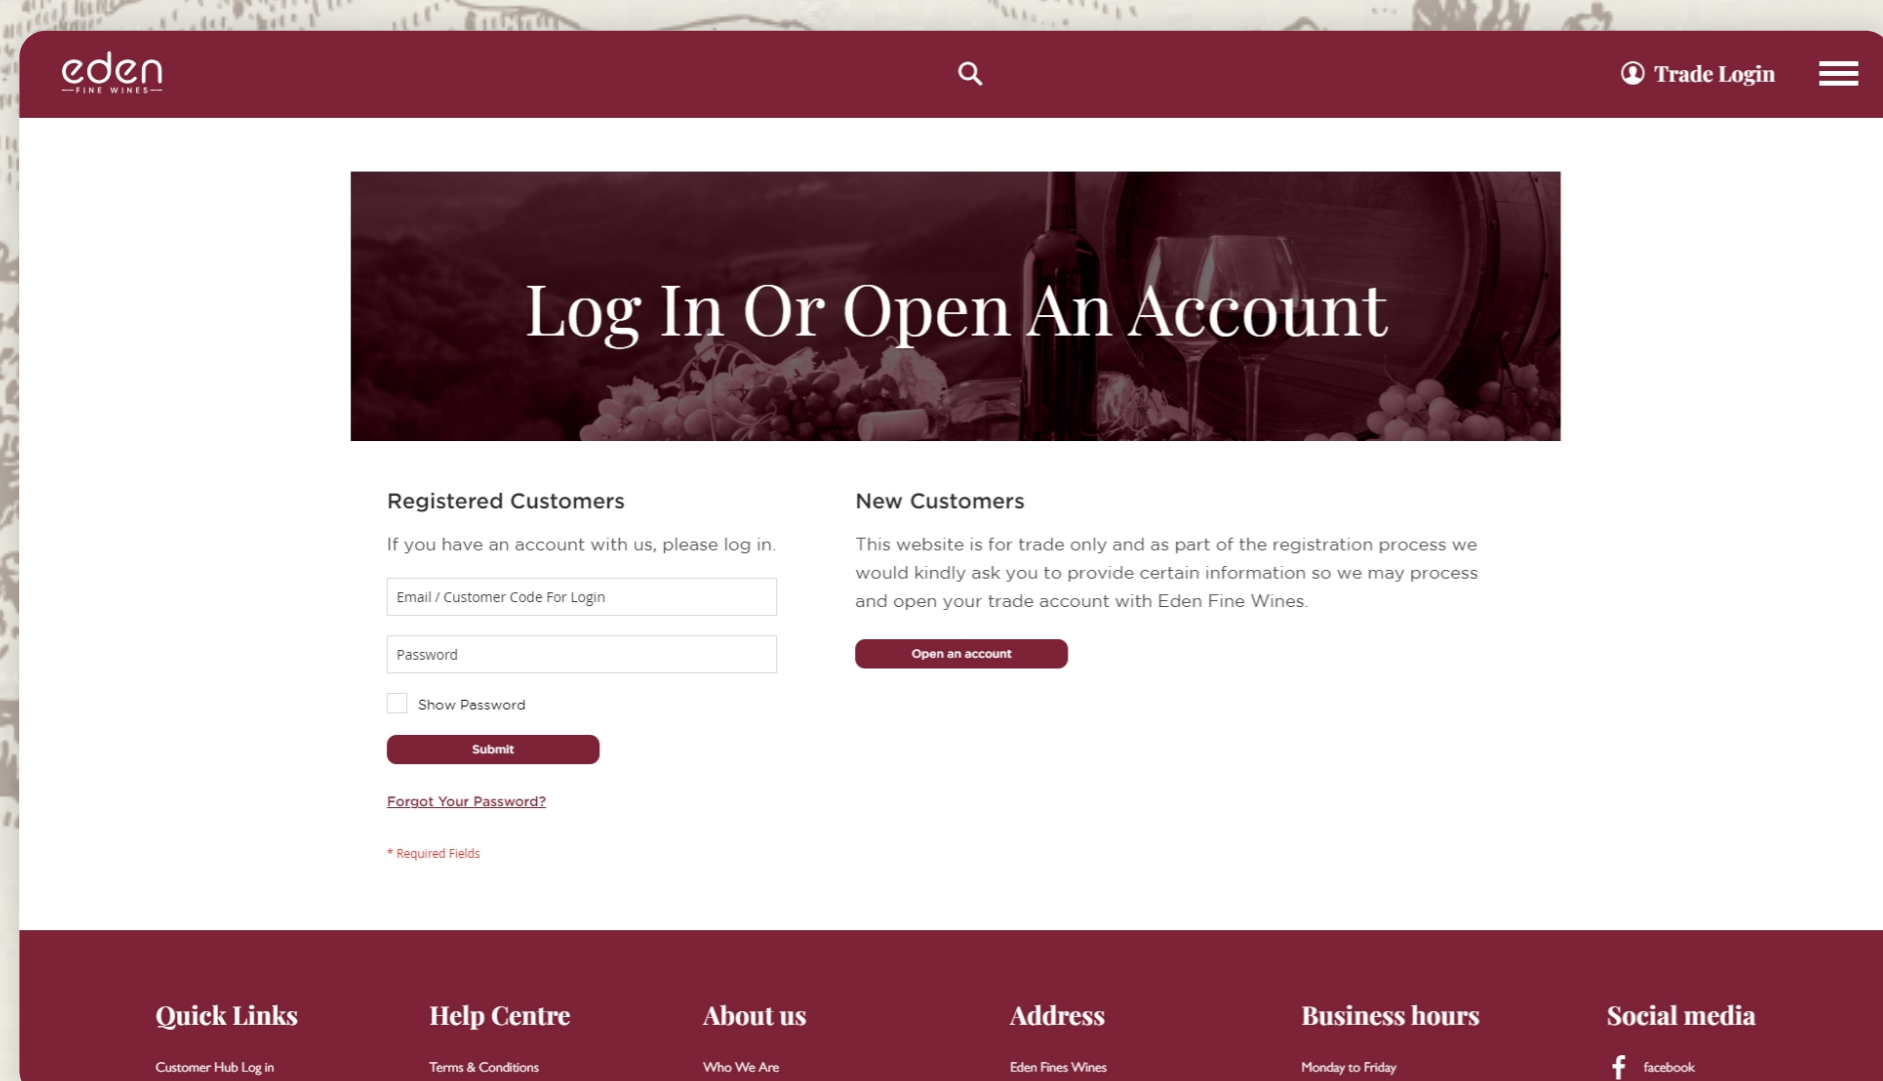 eden
FINE WINES
Trade Login
Log In Or Open An Account
Registered Customers
If you have an account with us, please log in.
Email / Customer Code For Login
Password
Show Password
Submit
Forgot Your Password?
* Required Fields
New Customers
This website is for trade only and as part of the registration process we
would kindly ask you to provide certain information so we may process
and open your trade account with Eden Fine Wines.
Open an account
Quick Links
Customer Hub Log in
Help Centre
Terms & Conditions
About us
Who We Are
Address
Eden Fines Wines
Business hours
Monday to Friday
Social media
facebook